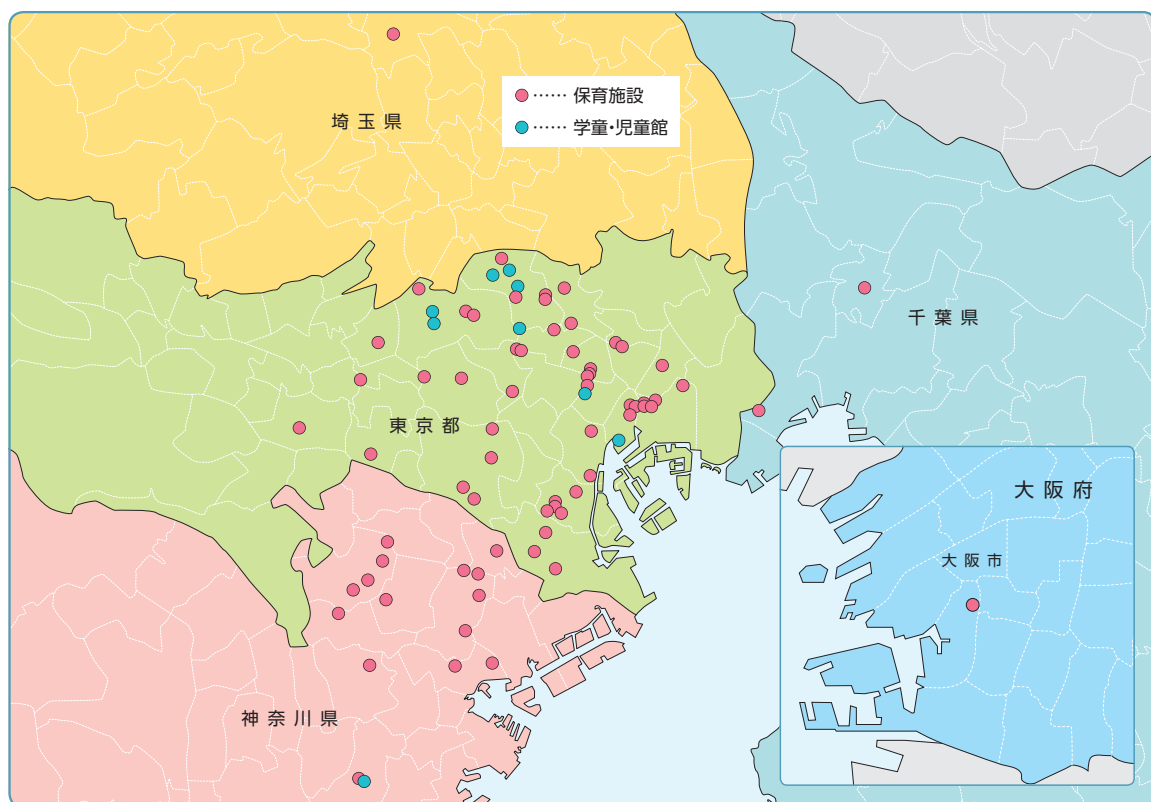 ●…… 保育施設
●…… 学童・児童館
埼玉県
千葉県
東京都
大阪府
大阪市
神奈川県